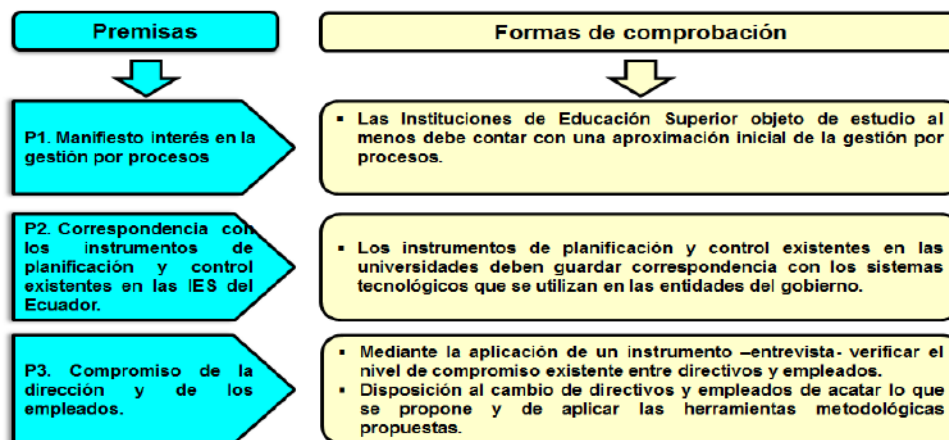 Premisas
Formas de comprobación
P1. Manifiesto interés en la
gestión por procesos
▪ Las Instituciones de Educación Superior objeto de estudio al
menos debe contar con una aproximación inicial de la gestión por
procesos.
P2. Correspondencia con
los instrumentos de
planificación y control
existentes en las IES del
Ecuador.
▪ Los instrumentos de planificación y control existentes en las
universidades deben guardar correspondencia con los sistemas
tecnológicos que se utilizan en las entidades del gobierno.
P3. Compromiso de la
dirección y de los
empleados.
▪ Mediante la aplicación de un instrumento –entrevista- verificar el
nivel de compromiso existente entre directivos y empleados.
▪ Disposición al cambio de directivos y empleados de acatar lo que
se propone y de aplicar las herramientas metodológicas
propuestas.